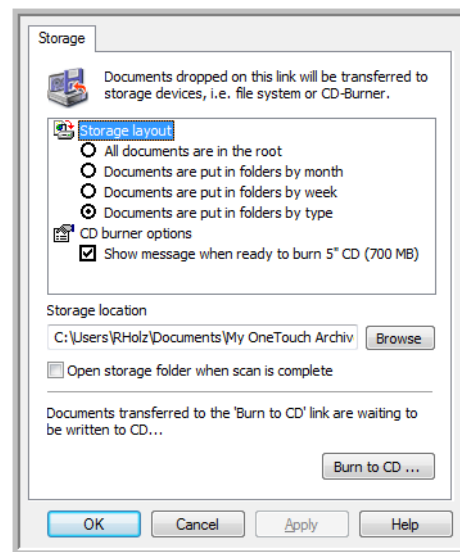 Storage
Documents dropped on this link will be transferred to
storage devices, i.e. file system or CD-Burner.
Storage layout
All documents are in the root
Documents are put in folders by month
Documents are put in folders by week
Documents are put in folders by type
CD burner options
Show message when ready to burn 5" CD (700 MB)
Storage location
C:\Users\RHolz\Documents\My OneTouch Archiv
Browse
Open storage folder when scan is complete
Documents transferred to the 'Burn to CD' link are waiting to
be written to CD...
Burn to CD ...
OK Cancel Apply Help